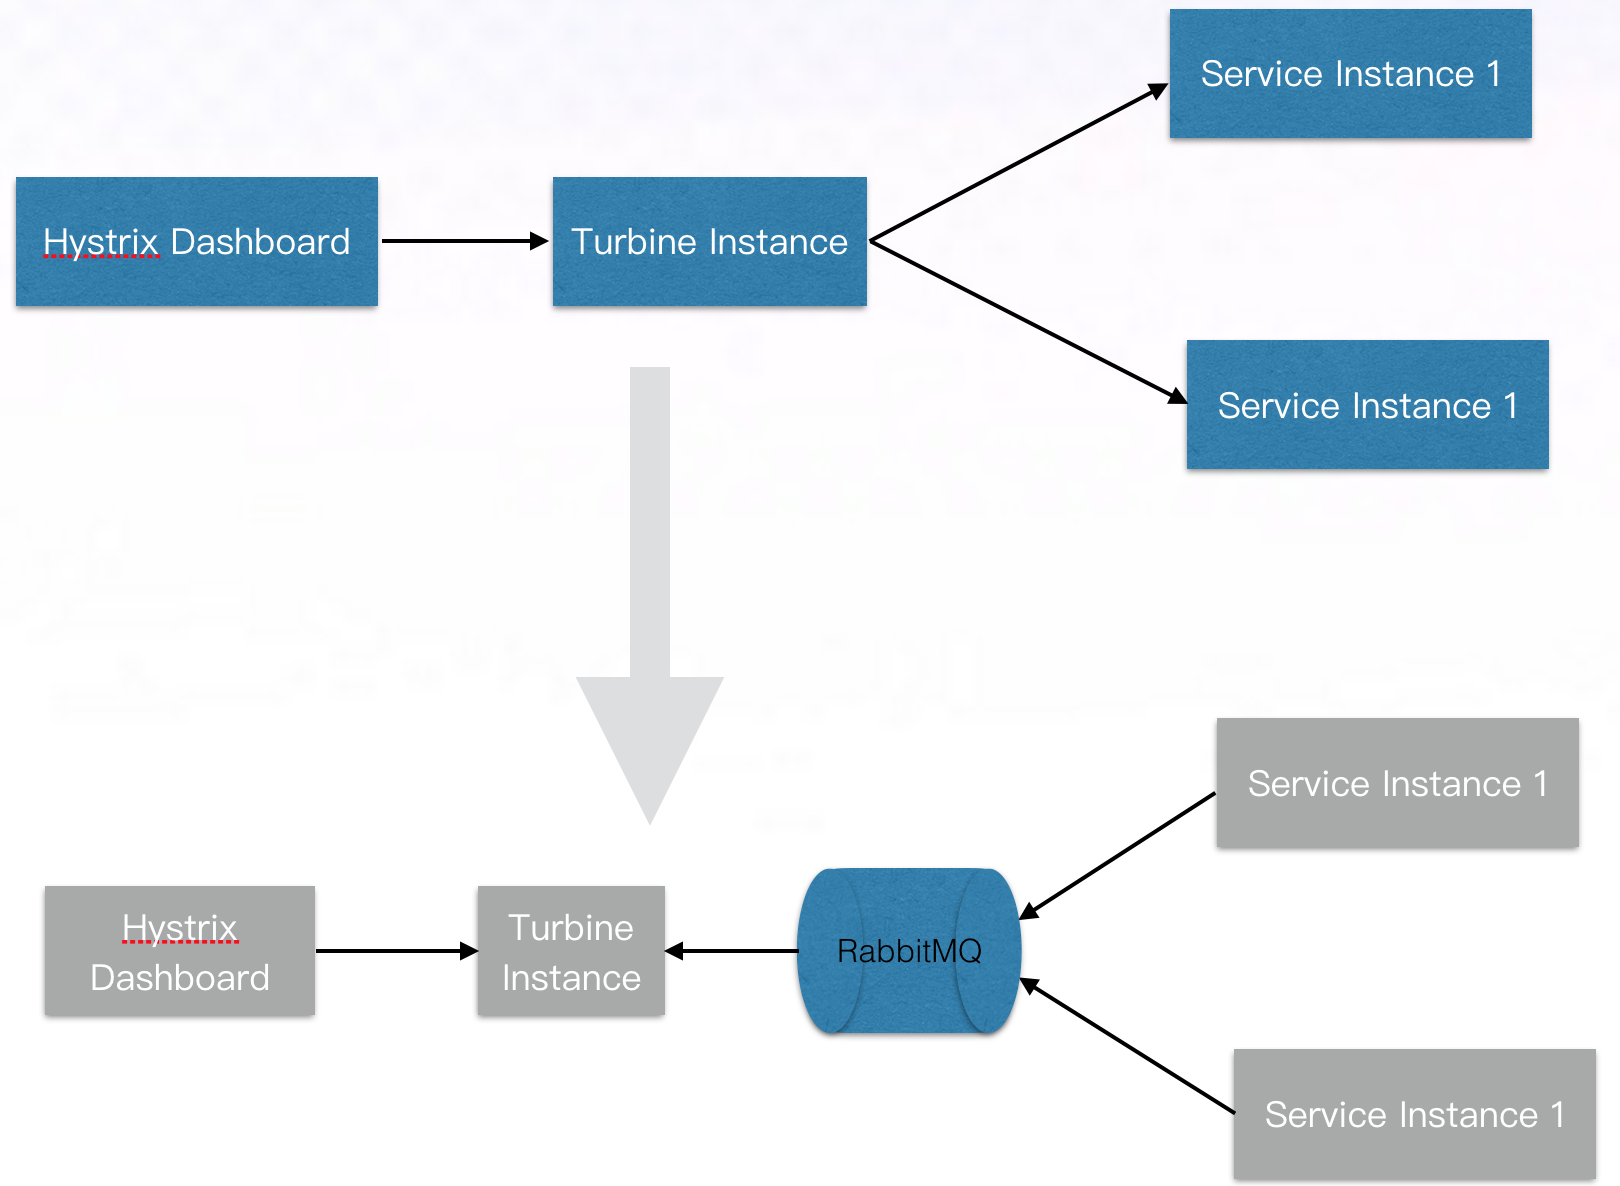 Service Instance 1
Hystrix Dashboard
Turbine Instance
Service Instance 1
Service Instance 1
Hystrix
Dashboard
Turbine
Instance
RabbitMQ
Service Instance 1